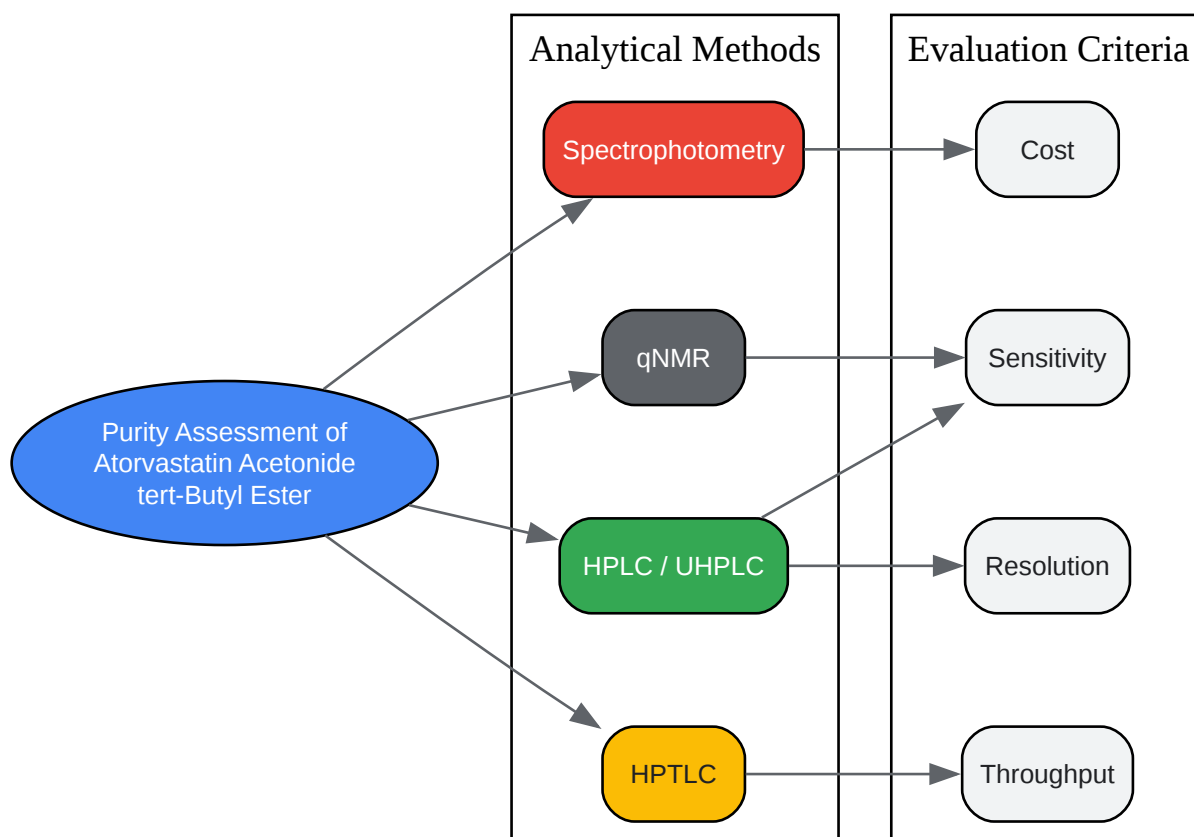 Analytical Methods
Evaluation Criteria
Spectrophotometry
Cost
qNMR
Sensitivity
Purity Assessment of
Atorvastatin Acetonide
tert-Butyl Ester
HPLC / UHPLC
Resolution
HPTLC
Throughput